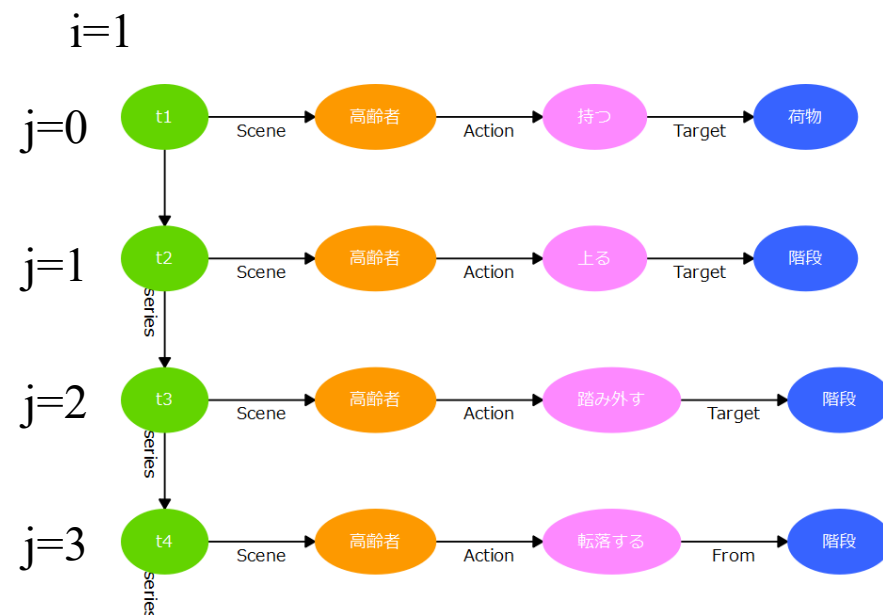 i=1
j=0 t1 Scene 高齢者 Action 持つ Target 荷物
j=1 t2 Scene 高齢者 Action 上る Target 階段
series
j=2 t3 Scene 高齢者 Action 踏み外す Target 階段
series
j=3 t4 Scene 高齢者 Action 転落する From 階段
series